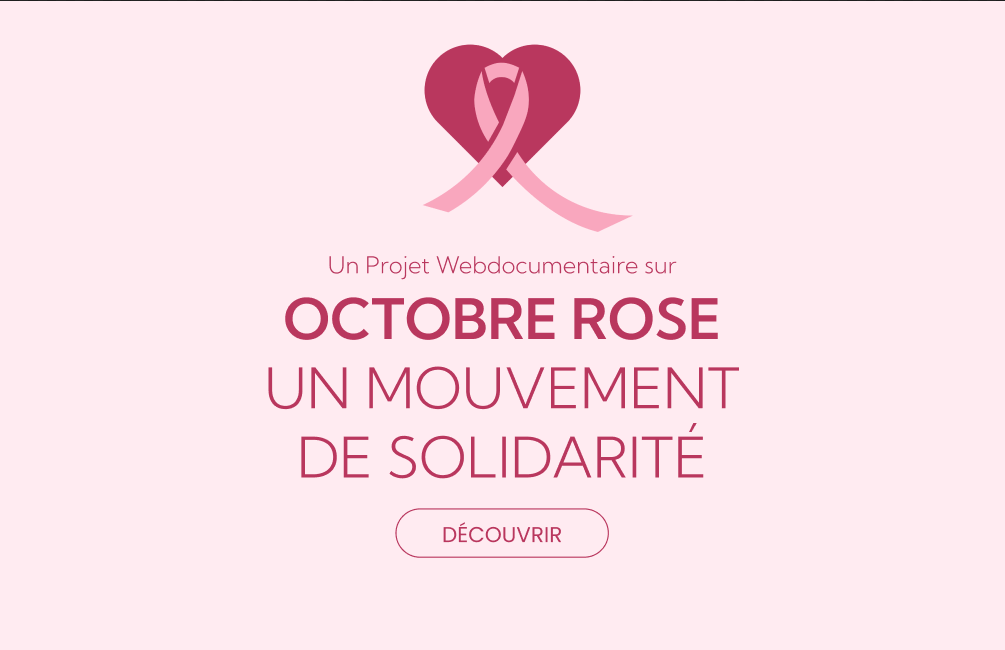 Un Projet Webdocumentaire sur
OCTOBRE ROSE
UN MOUVEMENT
DE SOLIDARITÉ
DÉCOUVRIR